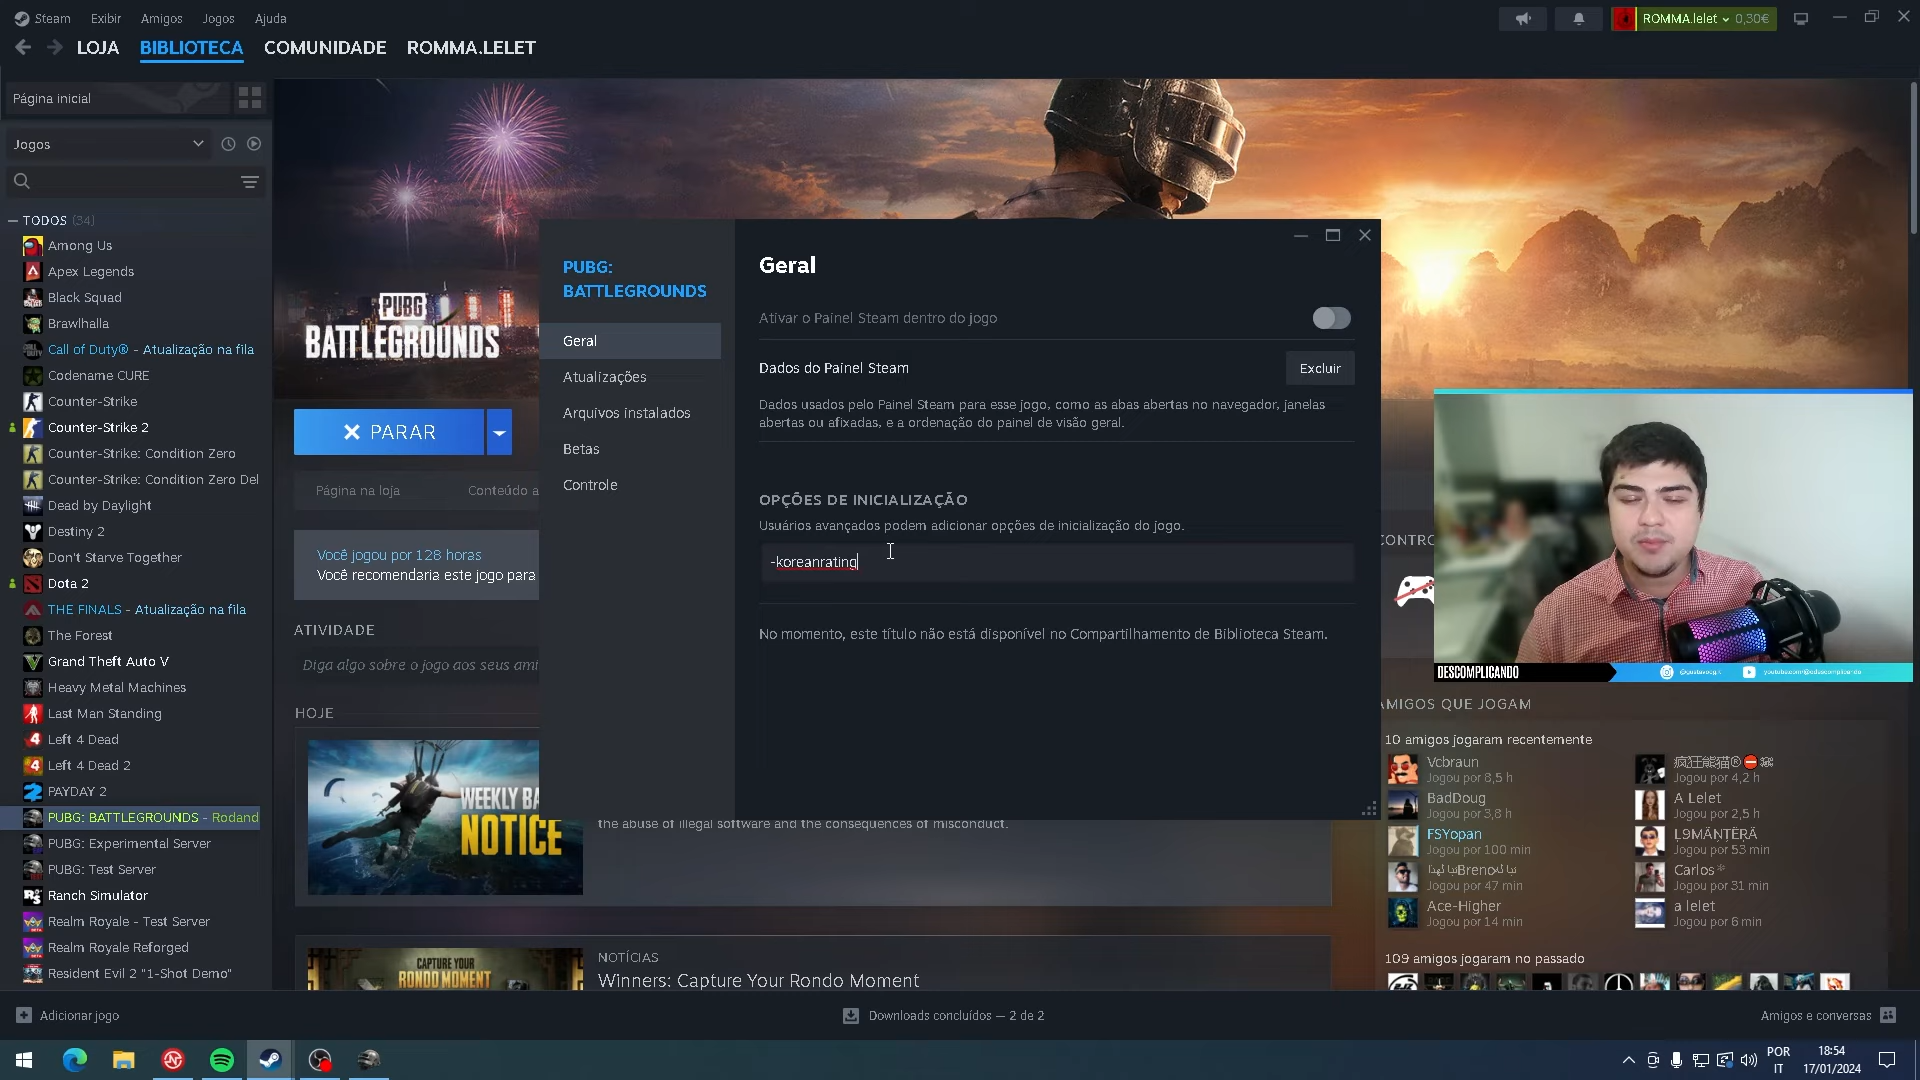 Steam
Exibir
Amigos
Jogos
Ajuda
ROMMA.lelet
0,30€
LOJA
BIBLIOTECA
COMUNIDADE
ROMMA.LELET
Página inicial
Jogos
TODOS (34)
Among Us
Apex Legends
Black Squad
Brawlhalla
Call of Duty® - Atualização na fila
Codename CURE
Counter-Strike
Counter-Strike 2
Counter-Strike: Condition Zero
Counter-Strike: Condition Zero Del
Dead by Daylight
Destiny 2
Don't Starve Together
Dota 2
THE FINALS - Atualização na fila
The Forest
Grand Theft Auto V
Heavy Metal Machines
Last Man Standing
Left 4 Dead
Left 4 Dead 2
PAYDAY 2
PUBG: BATTLEGROUNDS - Rodand
PUBG: Experimental Server
PUBG: Test Server
Ranch Simulator
Realm Royale - Test Server
Realm Royale Reforged
Resident Evil 2 "1-Shot Demo"
PUBG
BATTLEGROUNDS
PARAR
Página na loja
Conteúdo a
Você jogou por 128 horas
Você recomendaria este jogo para
ATIVIDADE
Diga algo sobre o jogo aos seus ami
HOJE
WEEKLY BA
NOTICE
the abuse of illegal software and the consequences of misconduct.
CAPTURE YOUR
RONDO MOMENT
NOTÍCIAS
Winners: Capture Your Rondo Moment
PUBG:
BATTLEGROUNDS
Geral
Atualizações
Arquivos instalados
Betas
Controle
Geral
Ativar o Painel Steam dentro do jogo
Dados do Painel Steam
Excluir
Dados usados pelo Painel Steam para esse jogo, como as abas abertas no navegador, janelas
abertas ou afixadas, e a ordenação do painel de visão geral.
OPÇÕES DE INICIALIZAÇÃO
Usuários avançados podem adicionar opções de inicialização do jogo.
-koreanrating
No momento, este título não está disponível no Compartilhamento de Biblioteca Steam.
CONTRO
DESCOMPLICANDO
AMIGOS QUE JOGAM
10 amigos jogaram recentemente
Vcbraun
Jogou por 8,5 h
Jogou por 4,2 h
BadDoug
Jogou por 3,8 h
A Lelet
Jogou por 2,5 h
FSYopan
Jogou por 100 min
Jogou por 53 min
Breno
Jogou por 47 min
Carlos*
Jogou por 31 min
Ace-Higher
Jogou por 14 min
a lelet
Jogou por 6 min
109 amigos jogaram no passado
Adicionar jogo
Downloads concluídos — 2 de 2
Amigos e conversas
POR
IT
18:54
17/01/2024